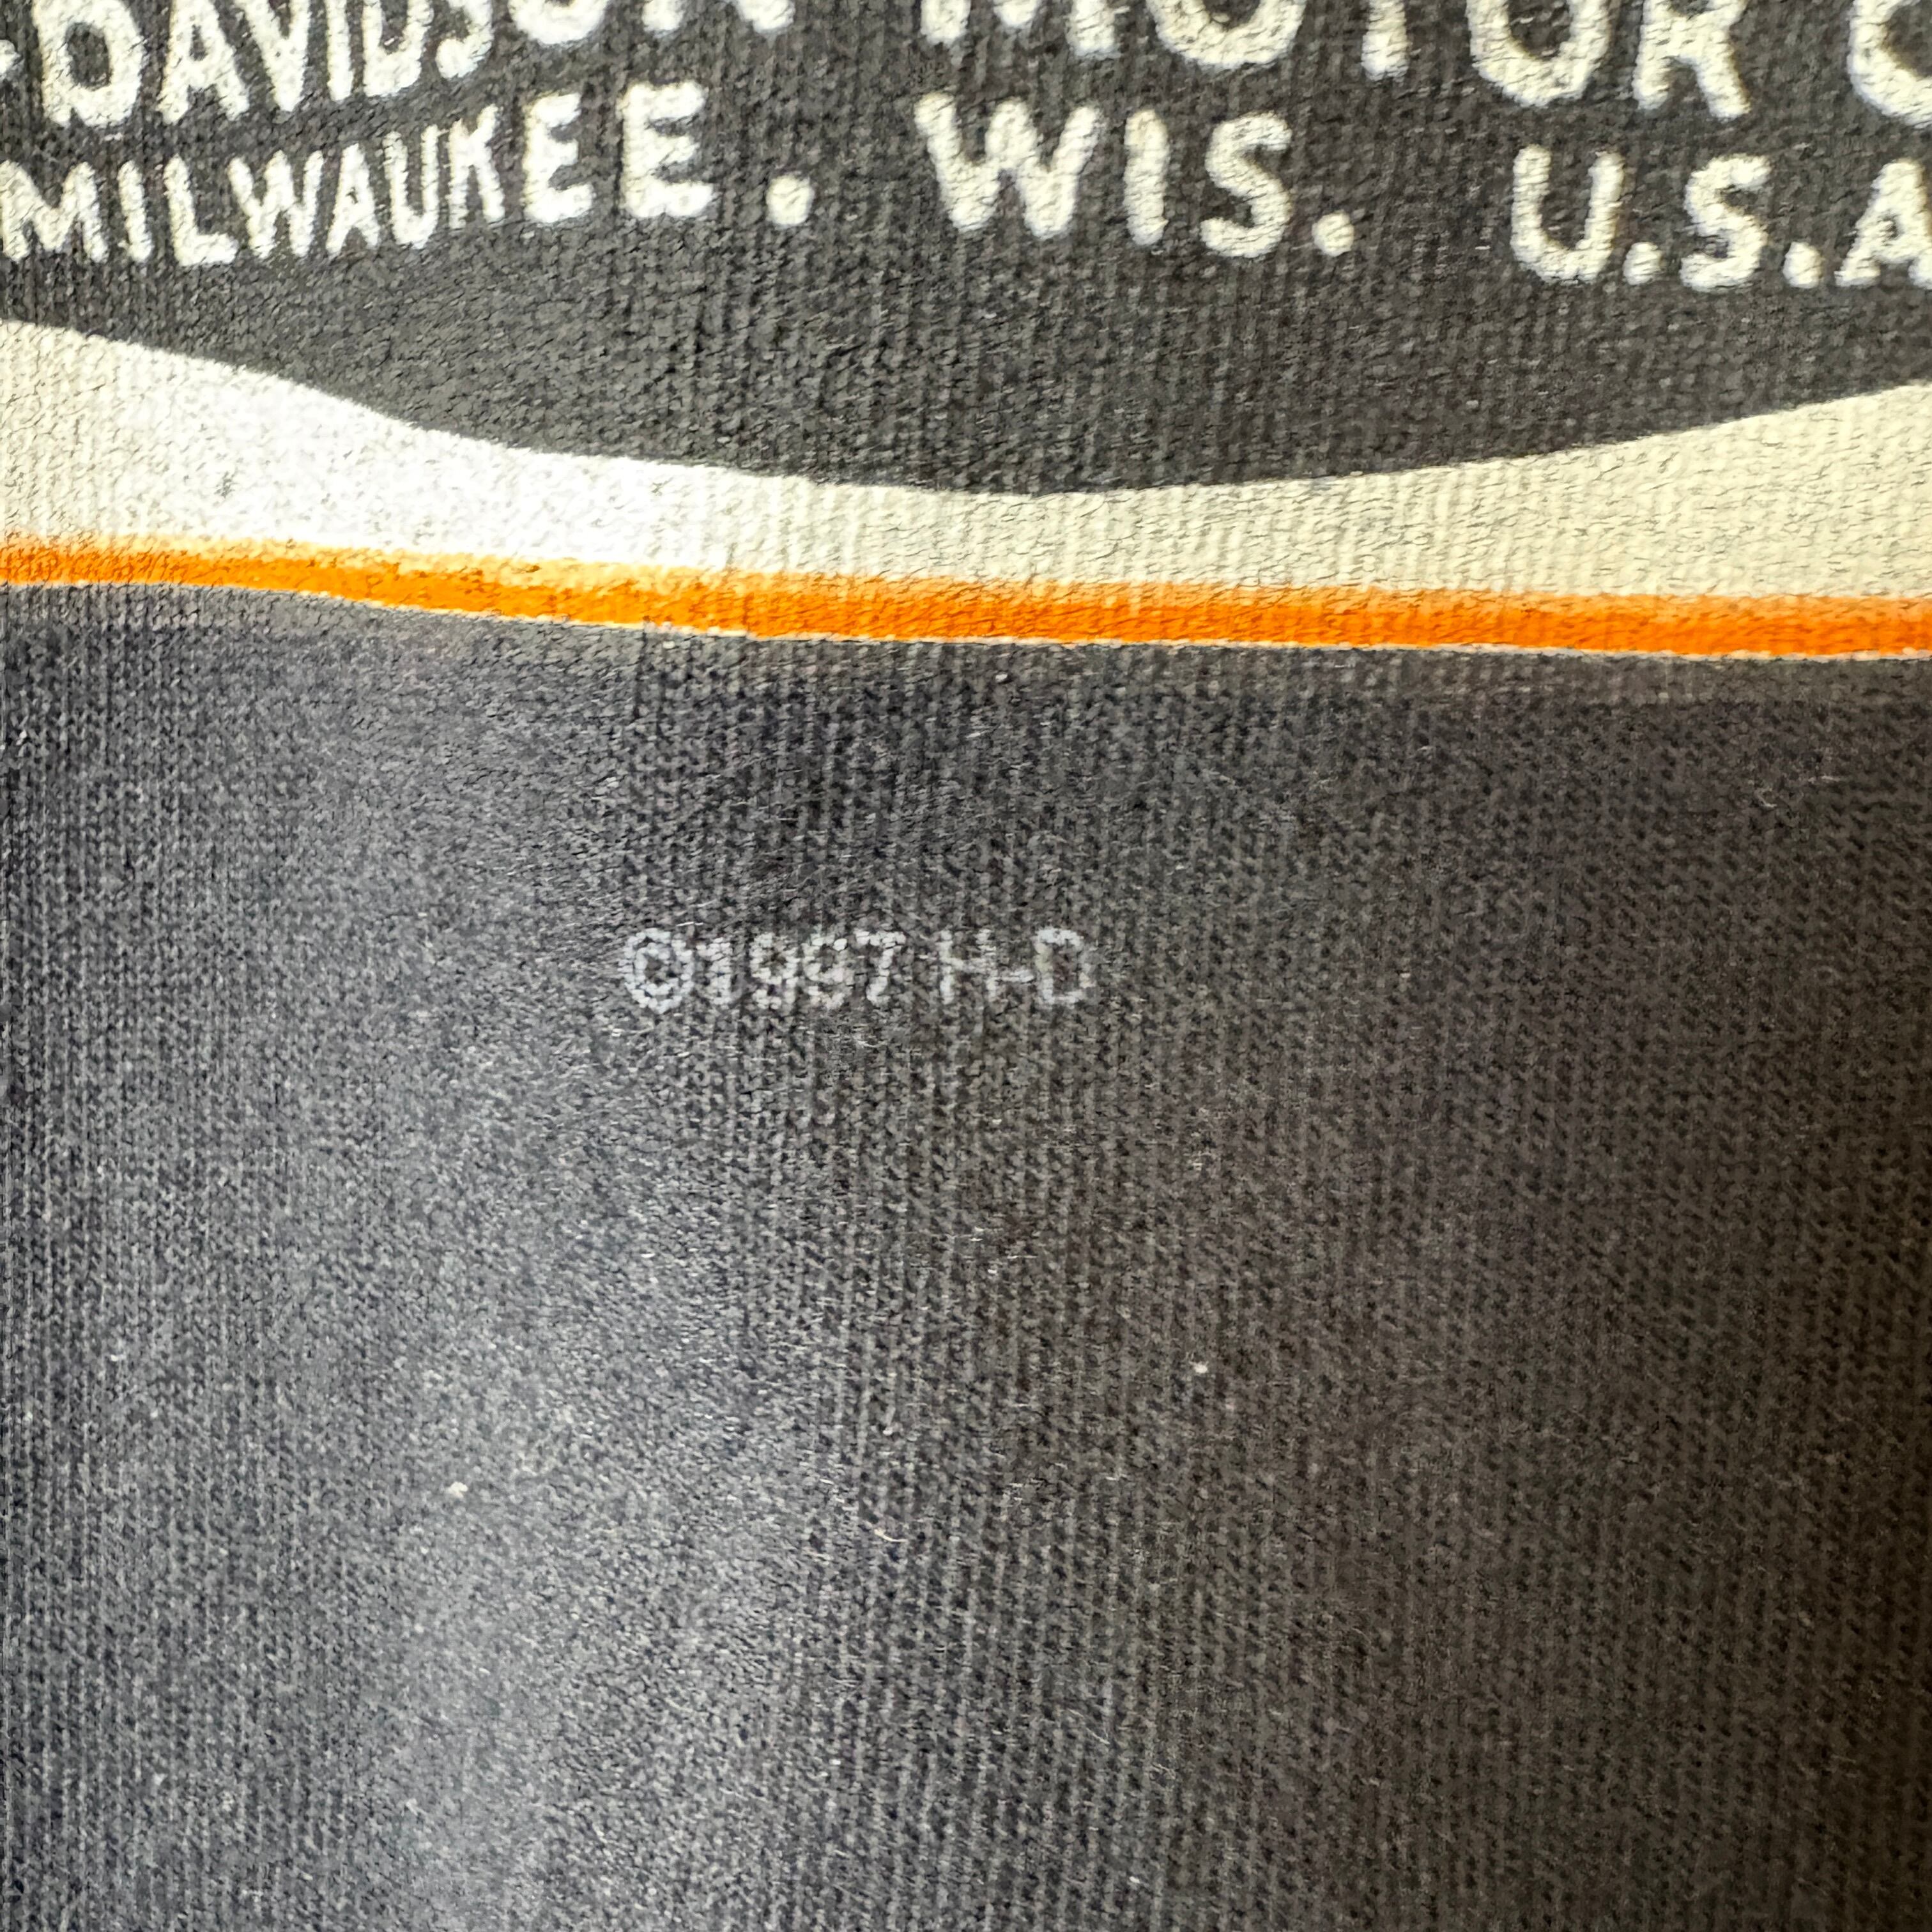 -DAVIDSON MOTOR C
MILWAUKEE. WIS. U.S.A
©1997 H-D